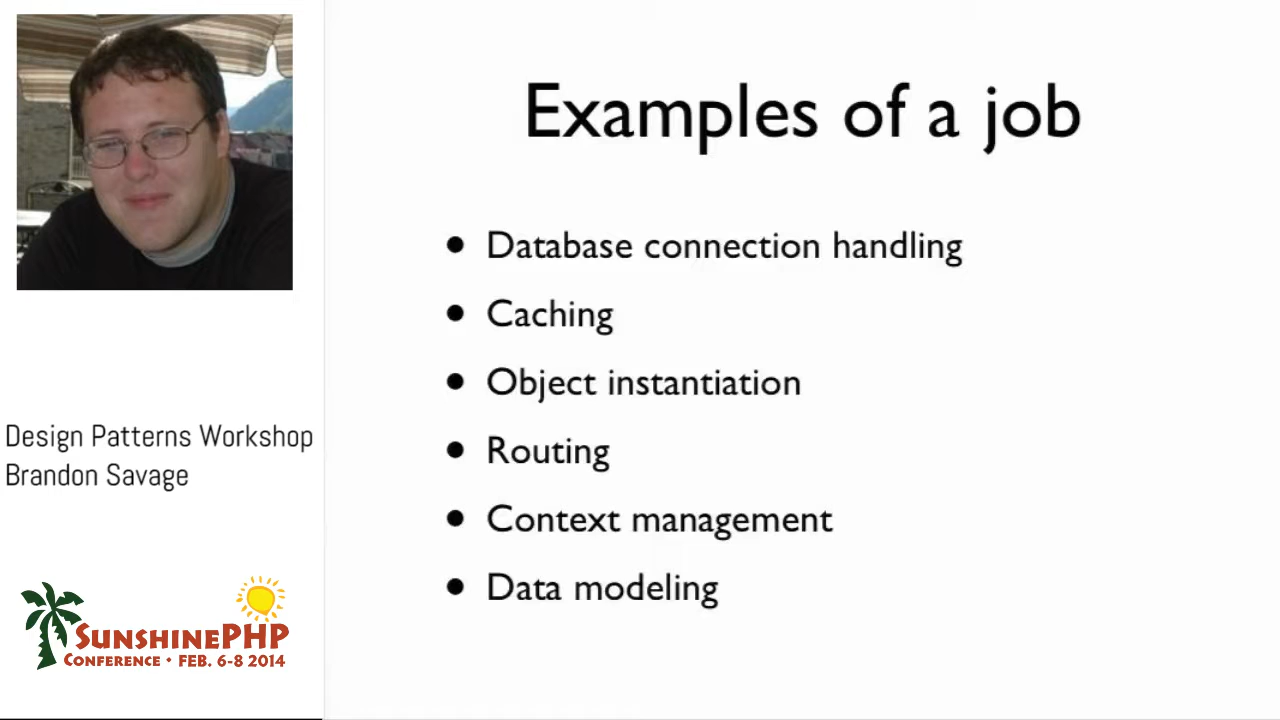 Examples of a job
• Database connection handling
• Caching
• Object instantiation
• Routing
• Context management
• Data modeling
Design Patterns Workshop
Brandon Savage
SUNSHINEPHP
CONFERENCE • FEB. 6-8 2014